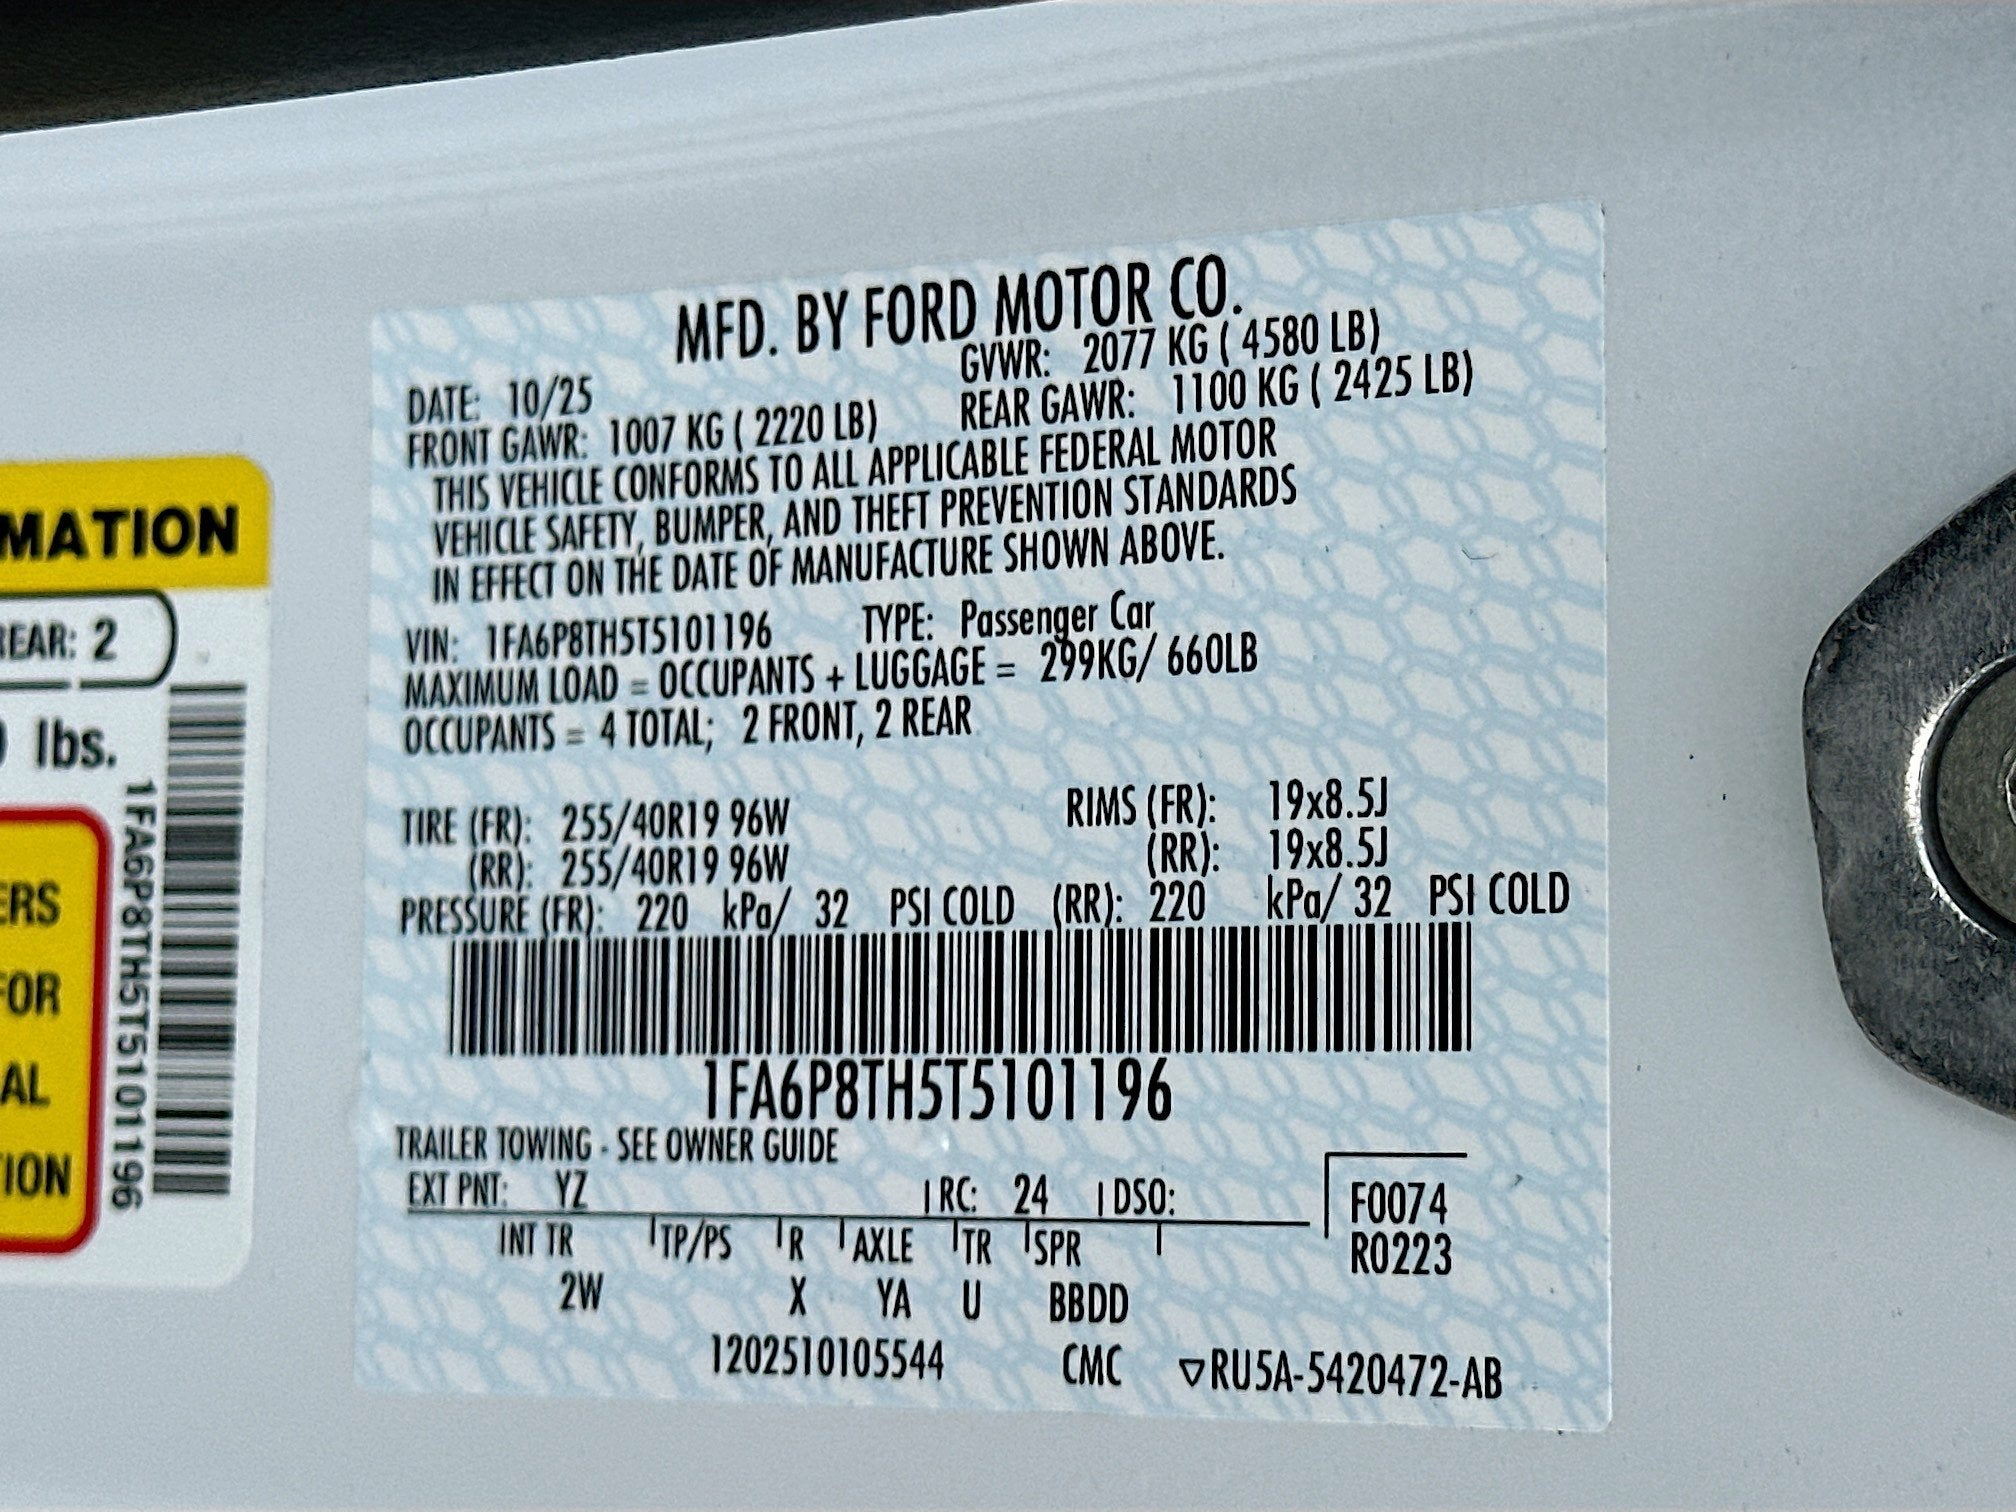 MATION
REAR: 2
lbs.
ERS
FOR
AL
TION
1FA6P8TH5T5101196
MFD. BY FORD MOTOR CO.
DATE: 10/25 GVWR: 2077 KG ( 4580 LB)
FRONT GAWR: 1007 KG ( 2220 LB) REAR GAWR: 1100 KG ( 2425 LB)
THIS VEHICLE CONFORMS TO ALL APPLICABLE FEDERAL MOTOR
VEHICLE SAFETY, BUMPER, AND THEFT PREVENTION STANDARDS
IN EFFECT ON THE DATE OF MANUFACTURE SHOWN ABOVE.
VIN: 1FA6P8TH5T5101196 TYPE: Passenger Car
MAXIMUM LOAD = OCCUPANTS + LUGGAGE = 299KG/ 660LB
OCCUPANTS = 4 TOTAL; 2 FRONT, 2 REAR
TIRE (FR): 255/40R19 96W RIMS (FR): 19x8.5J
(RR): 255/40R19 96W (RR): 19x8.5J
PRESSURE (FR): 220 kPa/ 32 PSI COLD (RR): 220 kPa/ 32 PSI COLD
1FA6P8TH5T5101196
TRAILER TOWING - SEE OWNER GUIDE
EXT PNT: YZ RC: 24 DSO: F0074
INT TR TP/PS R AXLE TR SPR R0223
2W X YA U BBDD
1202510105544 CMC ▽RU5A-5420472-AB